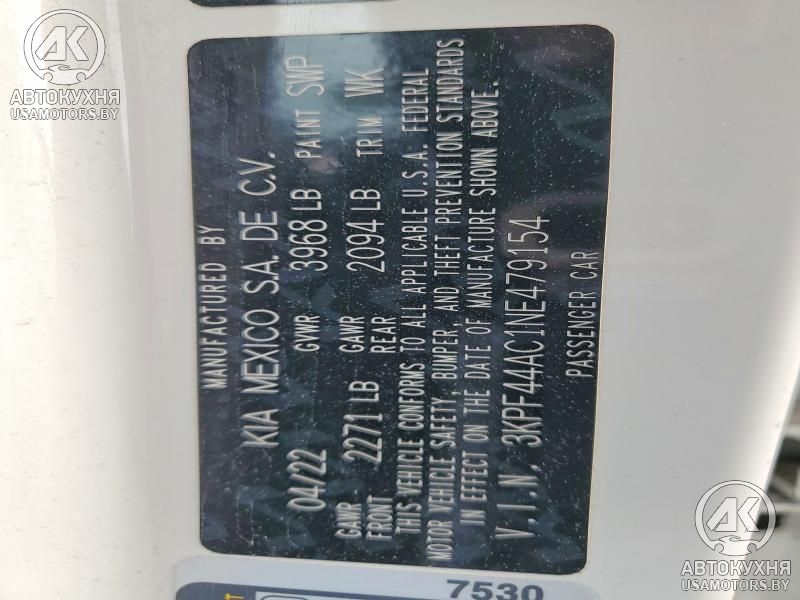 MANUFACTURED BY
KIA MEXICO S.A. DE C.V.
04/22 GVWR 3968 LB PAINT SWP
GAWR FRONT 2271 LB GAWR REAR 2094 LB TRIM WK
THIS VEHICLE CONFORMS TO ALL APPLICABLE U.S.A. FEDERAL
MOTOR VEHICLE SAFETY, BUMPER, AND THEFT PREVENTION STANDARDS
IN EFFECT ON THE DATE OF MANUFACTURE SHOWN ABOVE.
V.I.N. 3KPF44AC1NE479154
PASSENGER CAR
7530
AK
АВТОКУХНЯ
USAMOTORS.BY
AK
АВТОКУХНЯ
USAMOTORS.BY